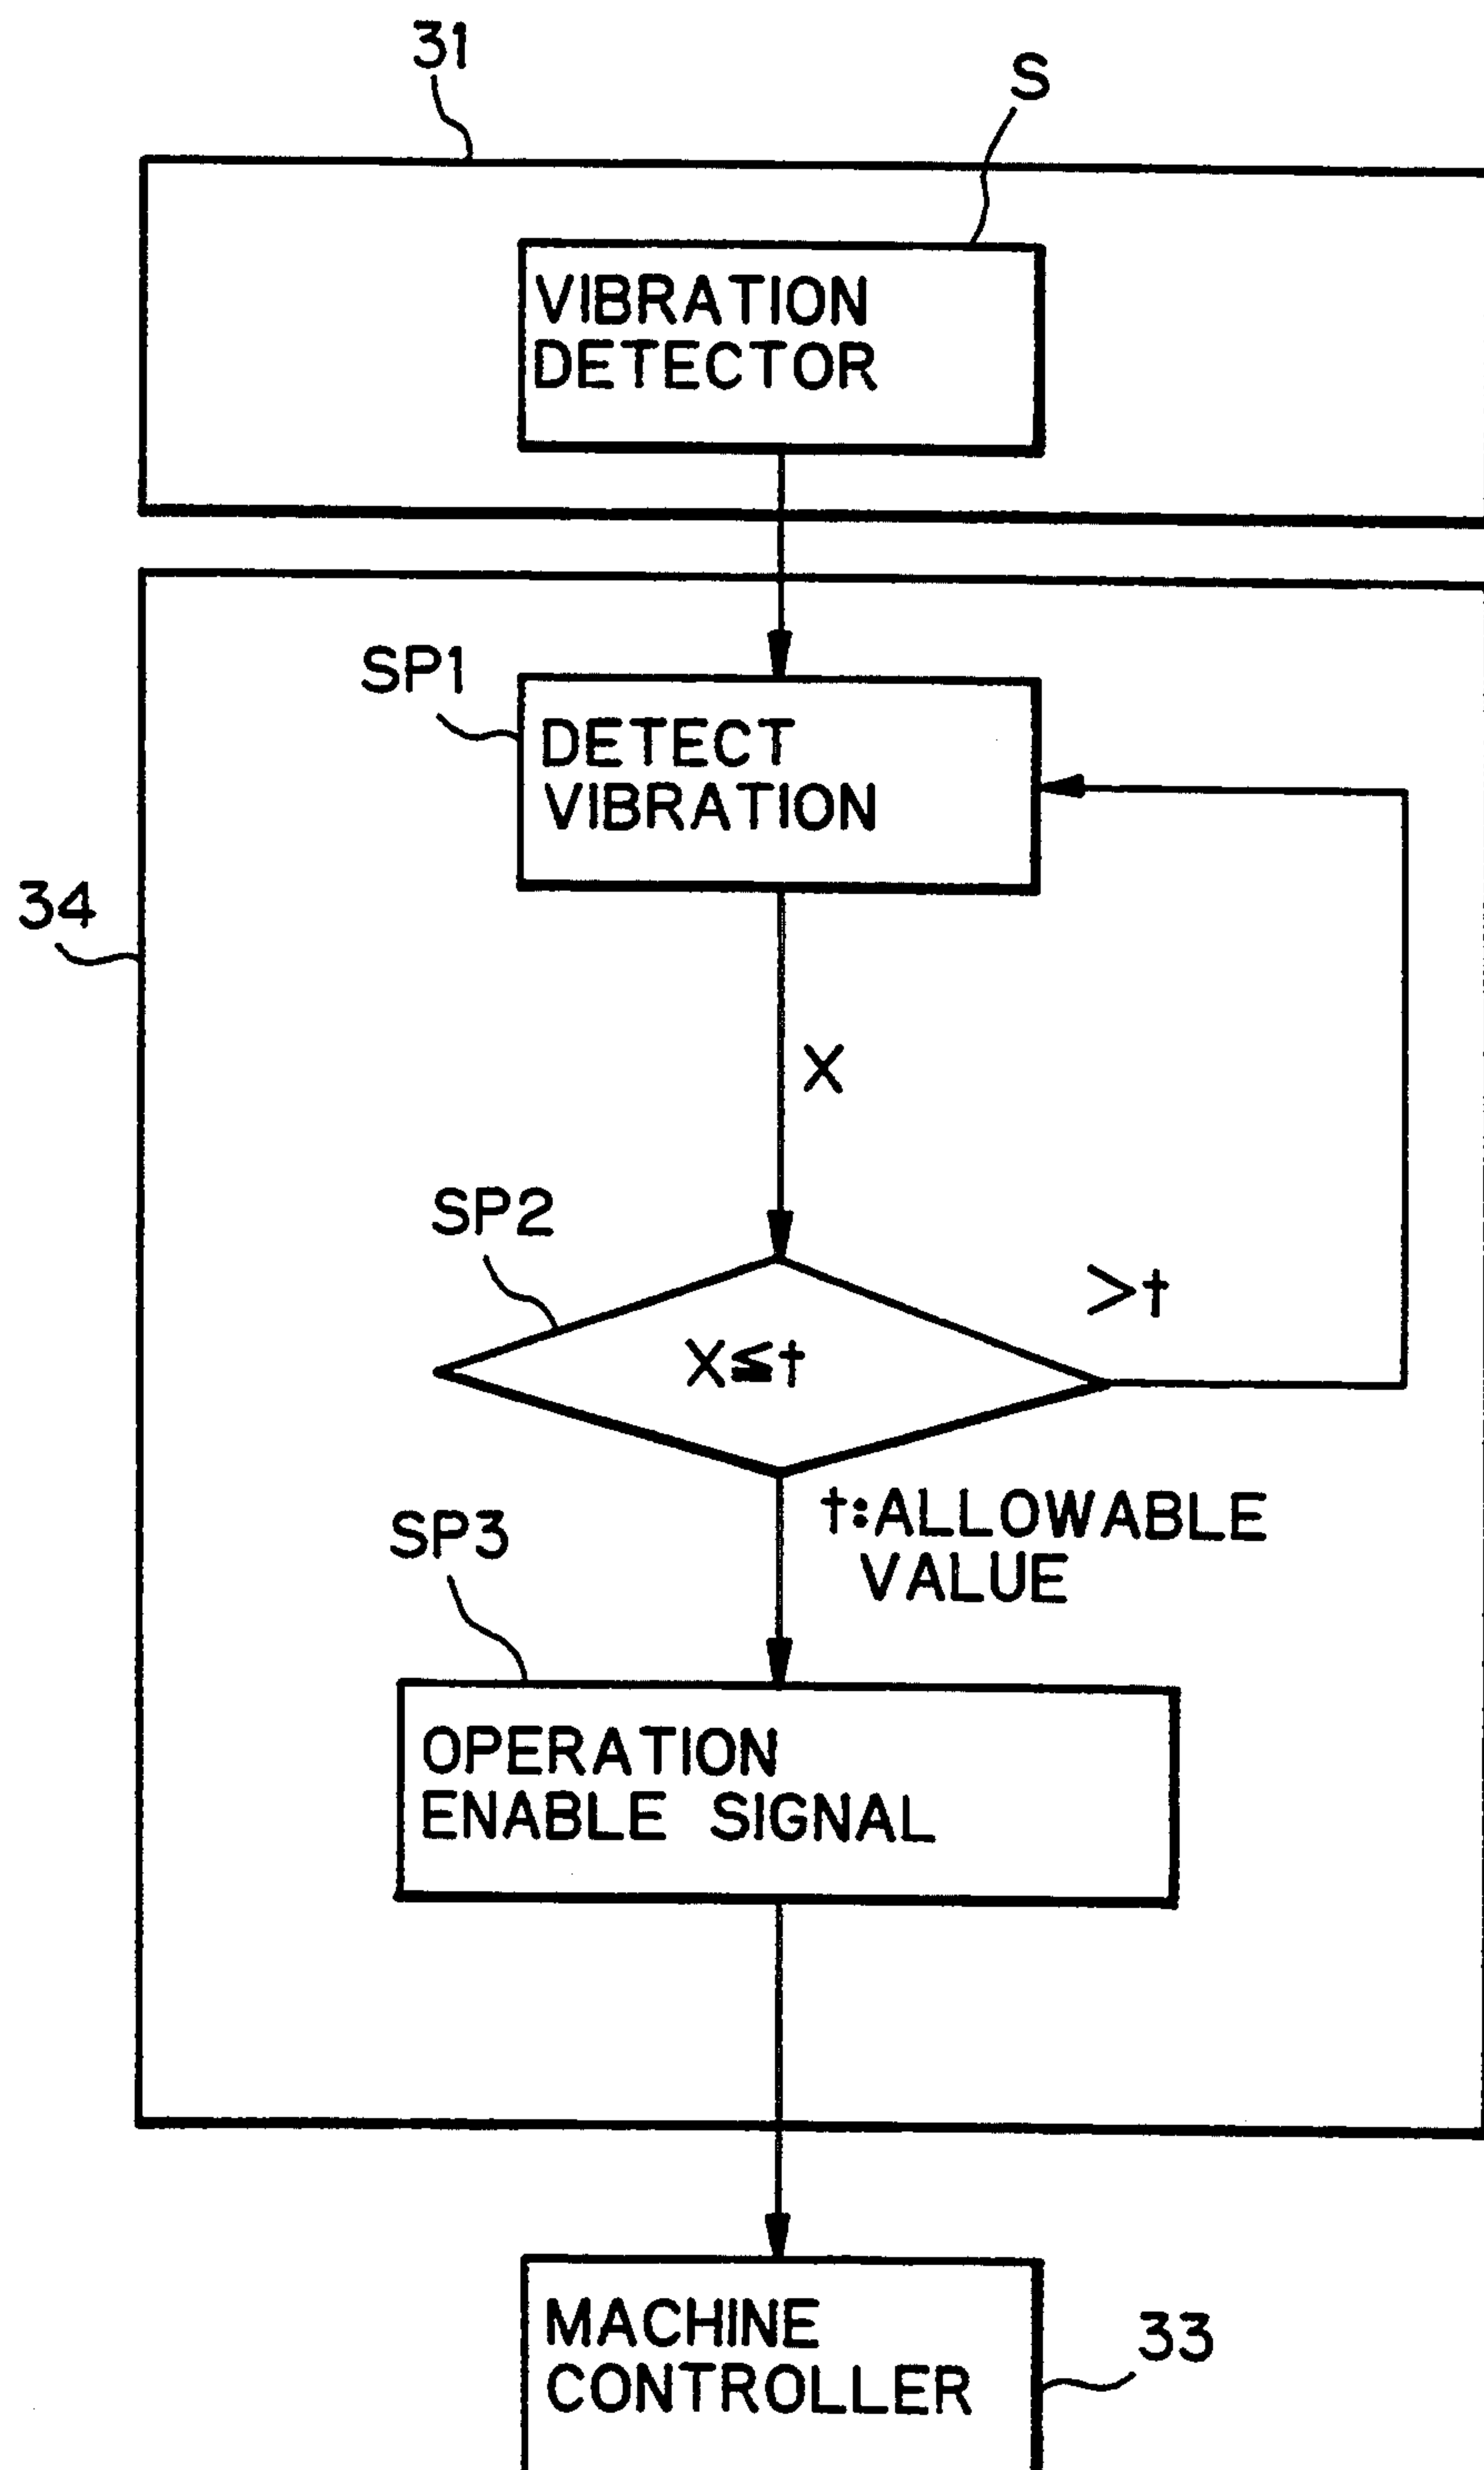 31
S
VIBRATION
DETECTOR
SP1
DETECT
VIBRATION
34
X
SP2
>t
X≦t
t:ALLOWABLE
VALUE
SP3
OPERATION
ENABLE SIGNAL
MACHINE
CONTROLLER
33